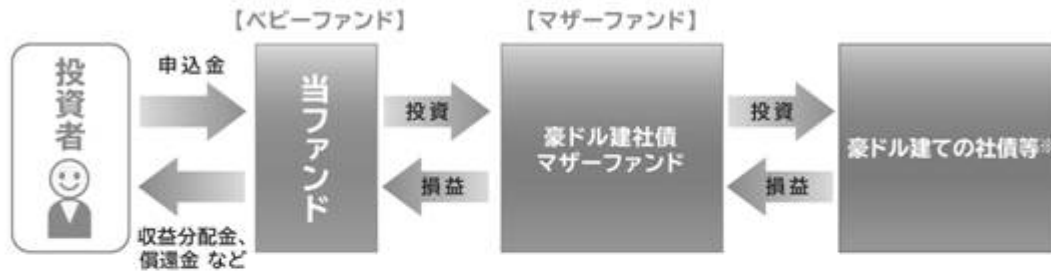 【ベビーファンド】
【マザーファンド】
投資者
申込金
収益分配金、
償還金 など
当ファンド
投資
損益
豪ドル建社債
マザーファンド
投資
損益
豪ドル建ての社債等※